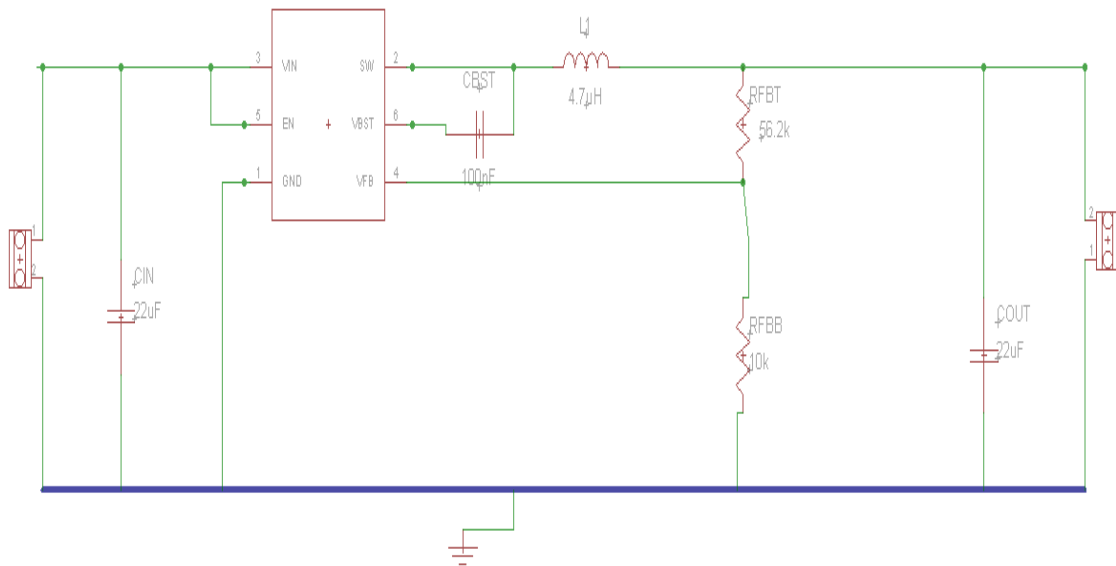 L1
4.7µH
CBST
100nF
3 VIN SW 2
5 EN VBST 6
1 GND VFB 4
RFBT
56.2k
1
2
CIN
22uF
RFBB
10k
COUT
22uF
2
1